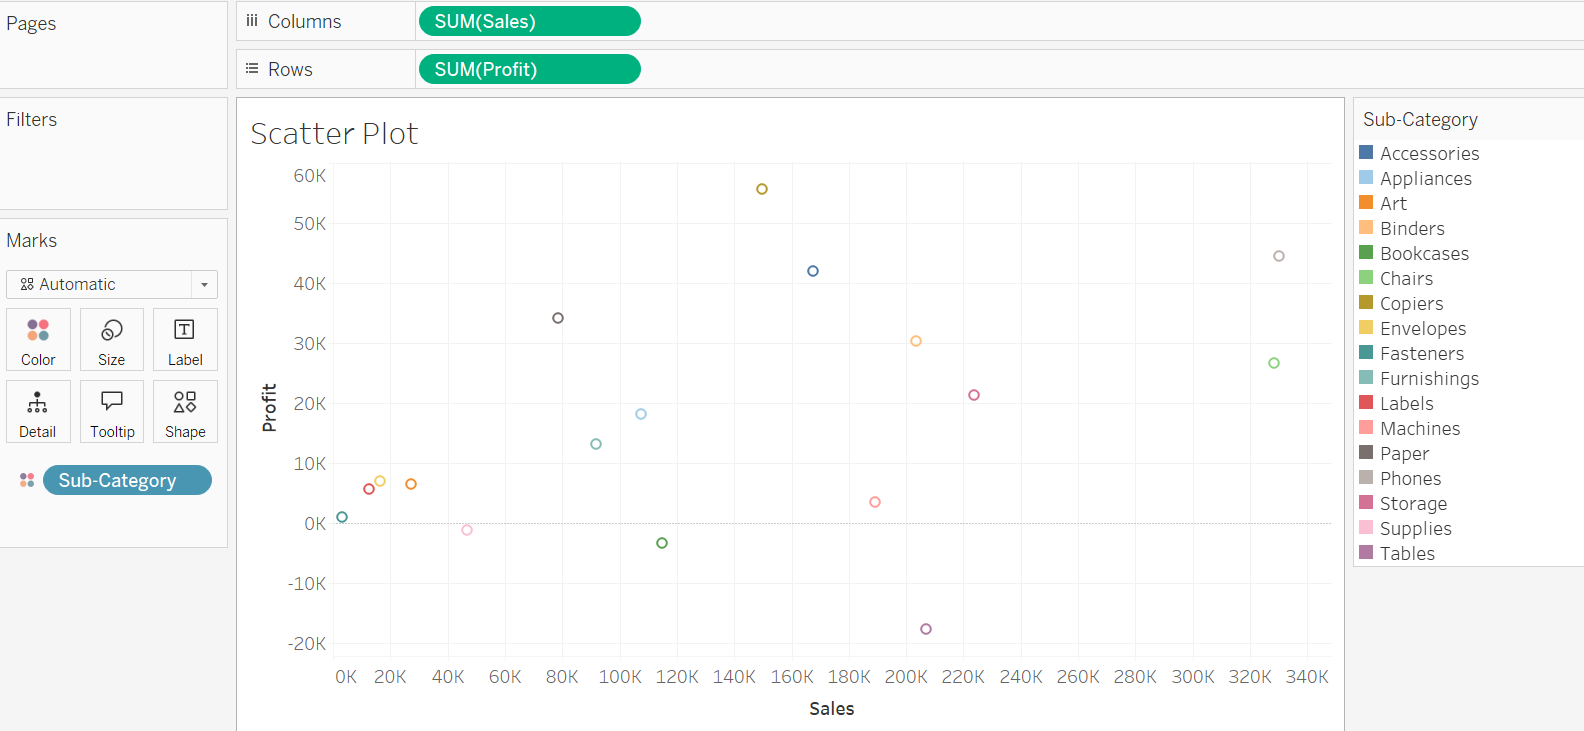 Pages
Columns
SUM(Sales)
Rows
SUM(Profit)
Filters
Marks
Automatic
Color
Size
Label
Detail
Tooltip
Shape
Sub-Category
Scatter Plot
Profit
60K
50K
40K
30K
20K
10K
0K
-10K
-20K
0K 20K 40K 60K 80K 100K 120K 140K 160K 180K 200K 220K 240K 260K 280K 300K 320K 340K
Sales
Sub-Category
Accessories
Appliances
Art
Binders
Bookcases
Chairs
Copiers
Envelopes
Fasteners
Furnishings
Labels
Machines
Paper
Phones
Storage
Supplies
Tables